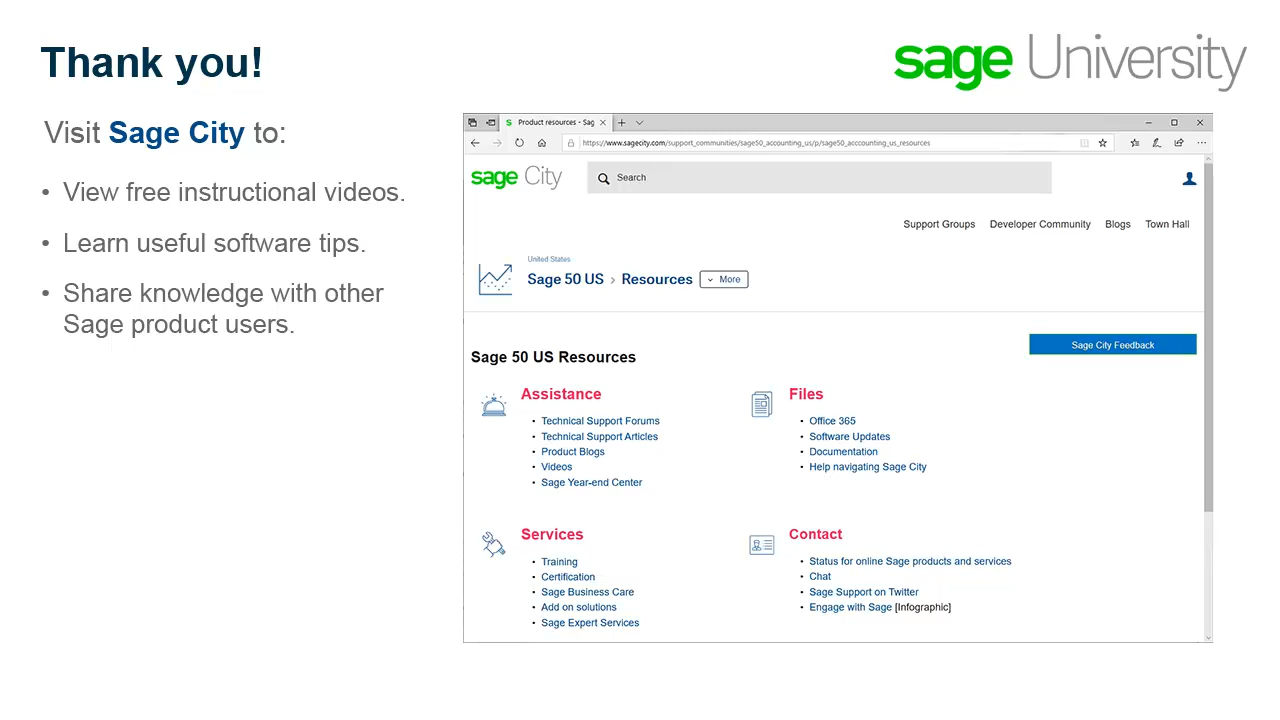 Thank you!
sage University
Visit Sage City to:
• View free instructional videos.
• Learn useful software tips.
• Share knowledge with other
Sage product users.
Product resources - Sag
https://www.sagecity.com/support_communities/sage50_accounting_us/p/sage50_acccounting_us_resources
sage City
Search
Support Groups Developer Community Blogs Town Hall
United States
Sage 50 US › Resources More
Sage City Feedback
Sage 50 US Resources
Assistance
• Technical Support Forums
• Technical Support Articles
• Product Blogs
• Videos
• Sage Year-end Center
Files
• Office 365
• Software Updates
• Documentation
• Help navigating Sage City
Services
• Training
• Certification
• Sage Business Care
• Add on solutions
• Sage Expert Services
Contact
• Status for online Sage products and services
• Chat
• Sage Support on Twitter
• Engage with Sage [Infographic]